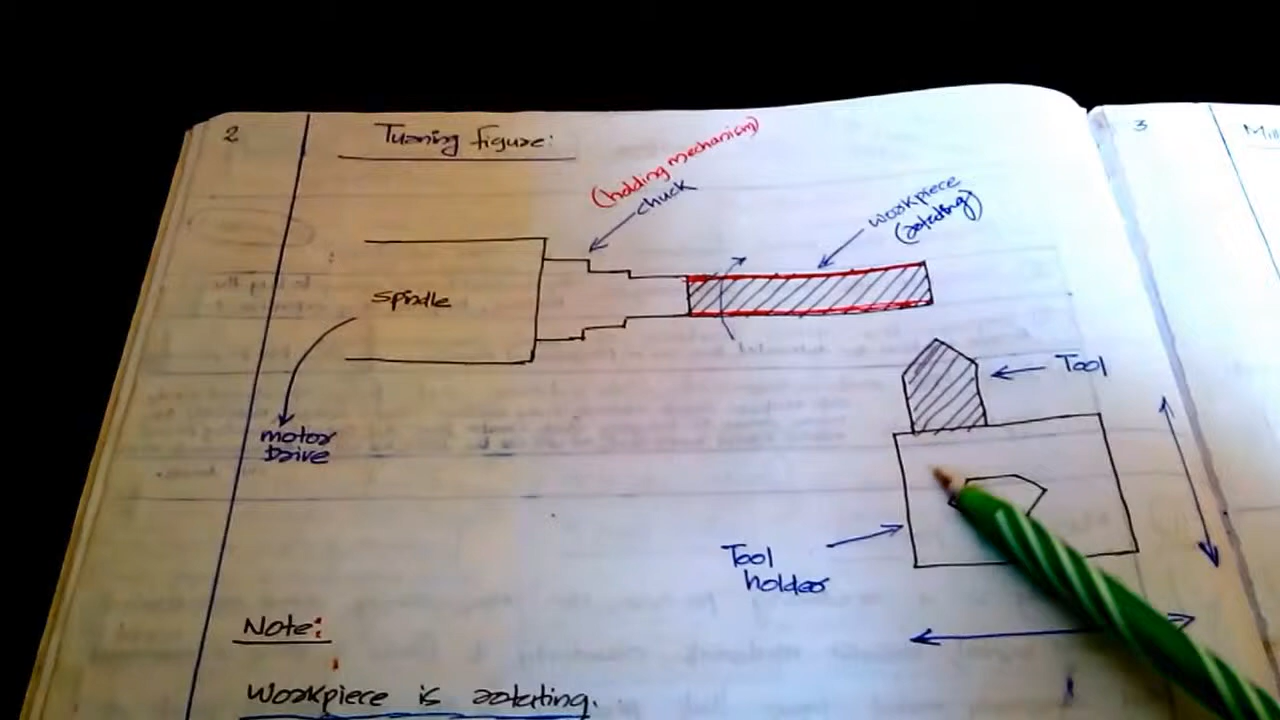 2
Turning figure:
(holding mechanism)
chuck
workpiece
(rotating)
spindle
motor
Drive
Tool
Tool
holder
Note:
Workpiece is rotating.
3
Mill